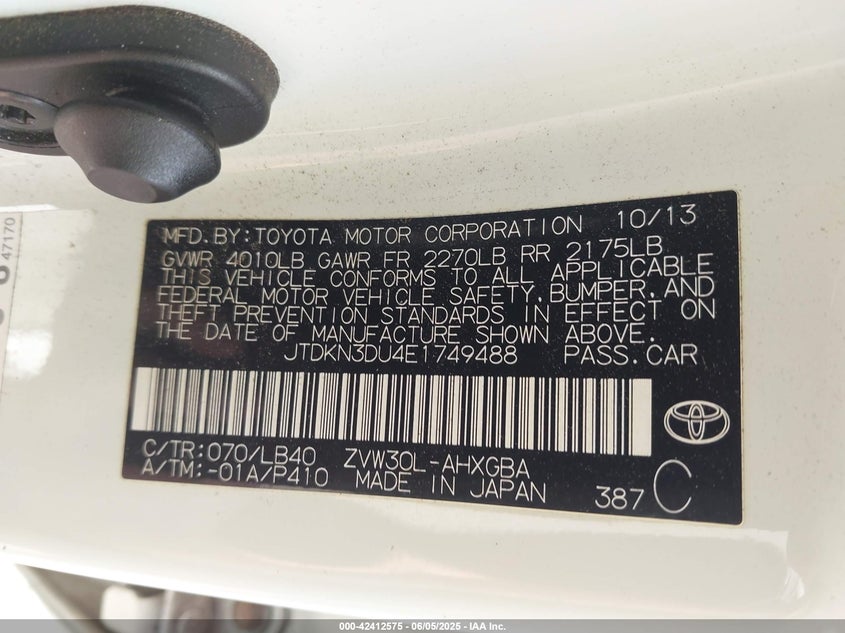 47170
MFD.BY:TOYOTA MOTOR CORPORATION 10/13
GVWR 4010LB GAWR FR 2270LB RR 2175LB
THIS VEHICLE CONFORMS TO ALL APPLICABLE
FEDERAL MOTOR VEHICLE SAFETY,BUMPER,AND
THEFT PREVENTION STANDARDS IN EFFECT ON
THE DATE OF MANUFACTURE SHOWN ABOVE.
JTDKN3DU4E1749488 PASS.CAR
C/TR:070/LB40 ZVW30L-AHXGBA
A/TM:-01A/P410 MADE IN JAPAN 387 C
000-42412575 - 06/05/2025 - IAA Inc.